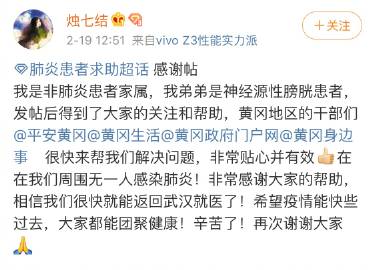 烛七结
+关注
2-19 12:51 来自vivo Z3性能实力派
肺炎患者求助超话 感谢帖
我是非肺炎患者家属，我弟弟是神经源性膀胱患者，
发帖后得到了大家的关注和帮助，黄冈地区的干部们
@平安黄冈@黄冈生活@黄冈政府门户网@黄冈身边
事 很快来帮我们解决问题，非常贴心并有效👍在
在我们周围无一人感染肺炎！非常感谢大家的帮助，
相信我们很快就能返回武汉就医了！希望疫情能快些
过去，大家都能团聚健康！辛苦了！再次谢谢大家
🙏